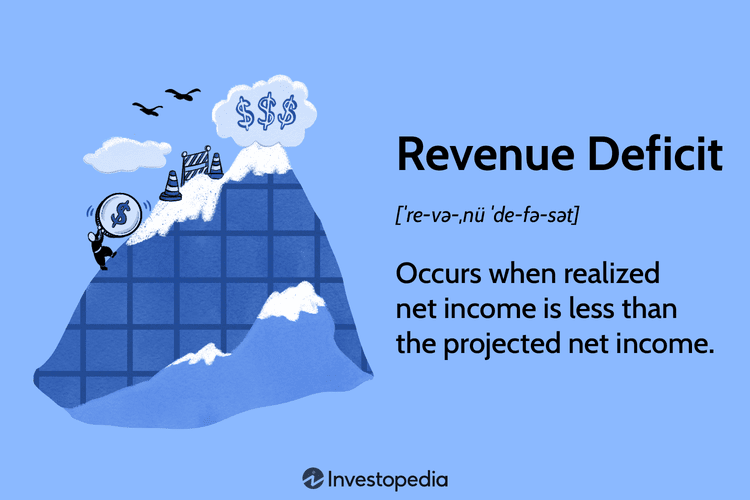 $$$
$
Revenue Deficit
['re-və-,nü 'de-fə-sət]
Occurs when realized
net income is less than
the projected net income.
Investopedia